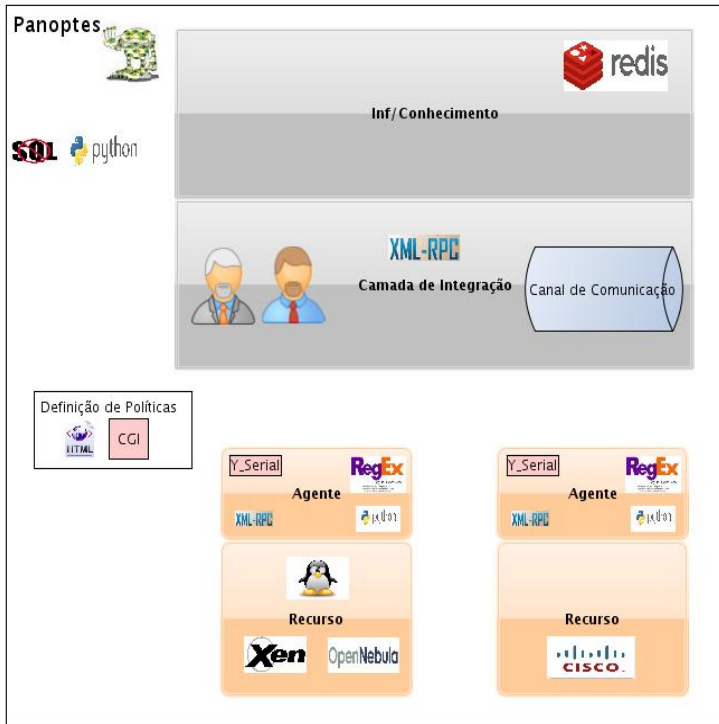 Panoptes
redis
Inf/Conhecimento
SQL
python
XML-RPC
Camada de Integração
Canal de Comunicação
Definição de Políticas
HTML
CGI
Y_Serial
RegEx
Agente
XML-RPC
python
Recurso
Xen
OpenNebula
Y_Serial
RegEx
Agente
XML-RPC
python
Recurso
CISCO